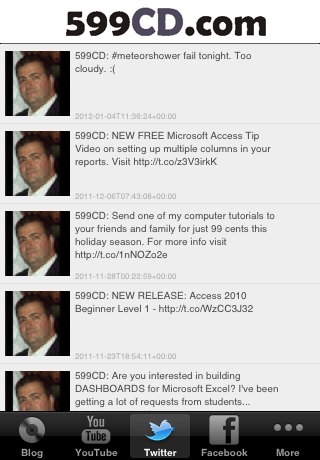 599CD.com
599CD: #meteorshower fail tonight. Too
cloudy. :(
2012-01-04T11:36:24+00:00
599CD: NEW FREE Microsoft Access Tip
Video on setting up multiple columns in your
reports. Visit http://t.co/z3V3irkK
2011-12-06T07:43:08+00:00
599CD: Send one of my computer tutorials to
your friends and family for just 99 cents this
holiday season. For more info visit
http://t.co/1nNOZo2e
2011-11-28T00:22:59+00:00
599CD: NEW RELEASE: Access 2010
Beginner Level 1 - http://t.co/WzCC3J32
2011-11-23T18:54:11+00:00
599CD: Are you interested in building
DASHBOARDS for Microsoft Excel? I've been
getting a lot of requests from students...
You
Tube
f
Blog
YouTube
Twitter
Facebook
More